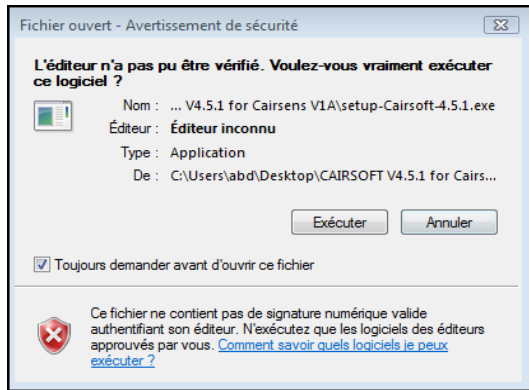 Fichier ouvert - Avertissement de sécurité
L'éditeur n'a pas pu être vérifié. Voulez-vous vraiment exécuter
ce logiciel ?
Nom : ... V4.5.1 for Cairsens V1A\setup-Cairsoft-4.5.1.exe
Éditeur : Éditeur inconnu
Type : Application
De : C:\Users\abd\Desktop\CAIRSOFT V4.5.1 for Cairs...
Exécuter Annuler
Toujours demander avant d'ouvrir ce fichier
Ce fichier ne contient pas de signature numérique valide
authentifiant son éditeur. N'exécutez que les logiciels des éditeurs
approuvés par vous. Comment savoir quels logiciels je peux
exécuter ?